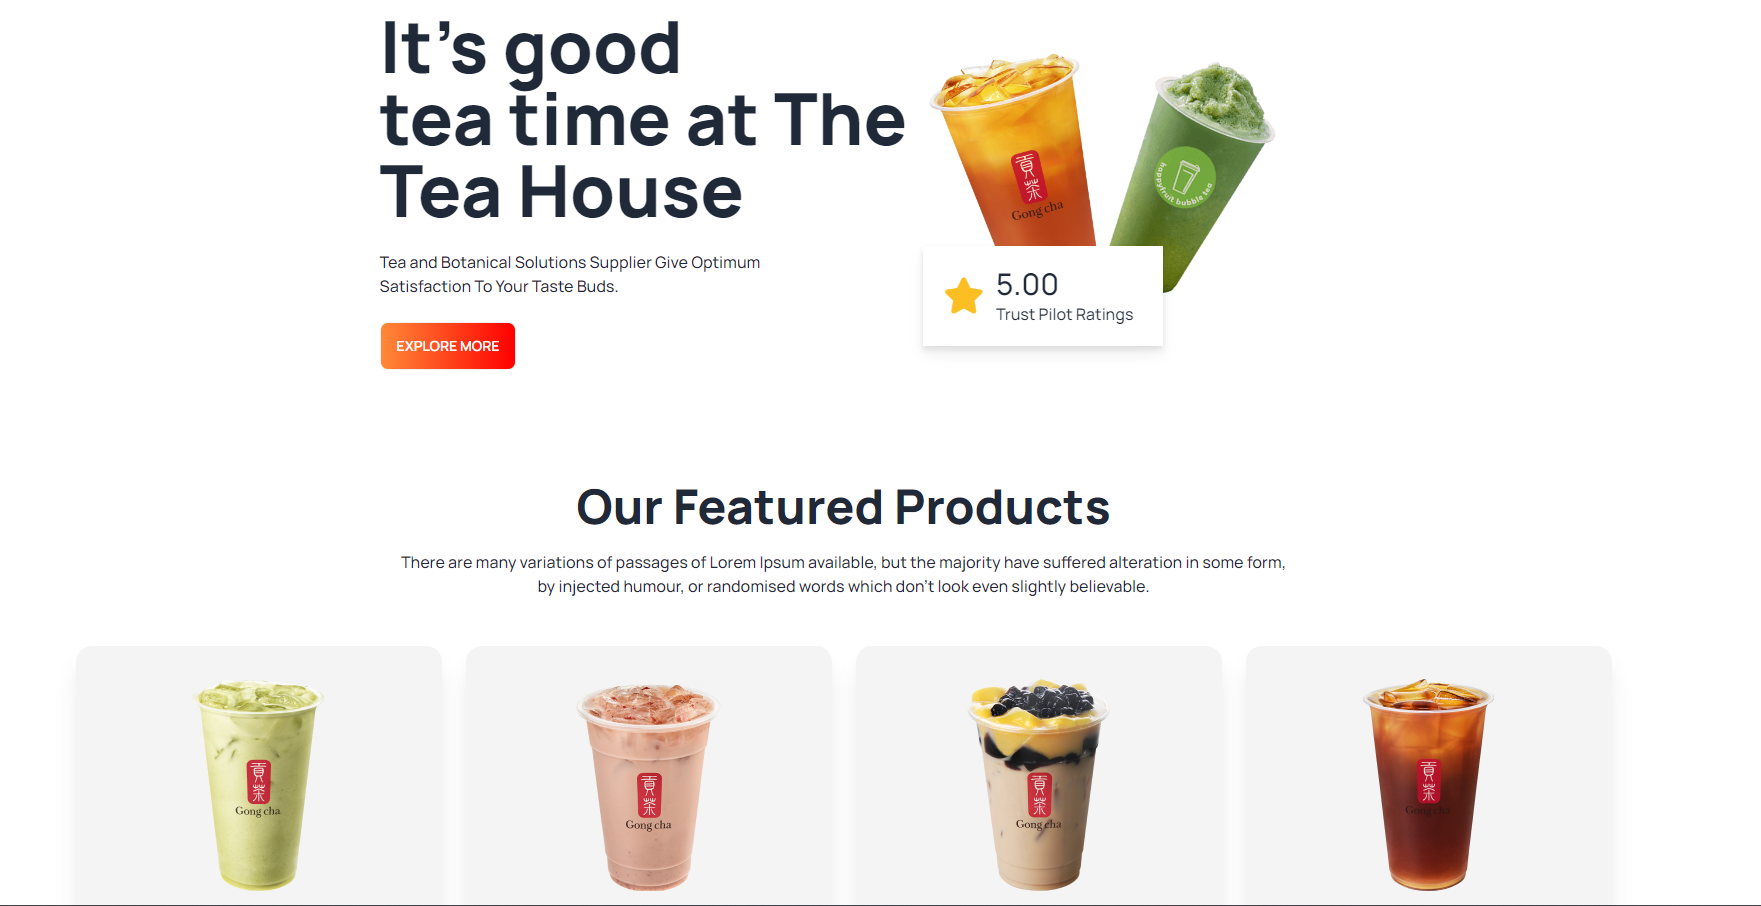 It's good
tea time at The
Tea House
Tea and Botanical Solutions Supplier Give Optimum
Satisfaction To Your Taste Buds.
EXPLORE MORE
貢茶
Gong cha
happyfruit bubble tea
5.00
Trust Pilot Ratings
Our Featured Products
There are many variations of passages of Lorem Ipsum available, but the majority have suffered alteration in some form,
by injected humour, or randomised words which don't look even slightly believable.
貢茶
Gong cha
貢茶
Gong cha
貢茶
Gong cha
貢茶
Gong cha